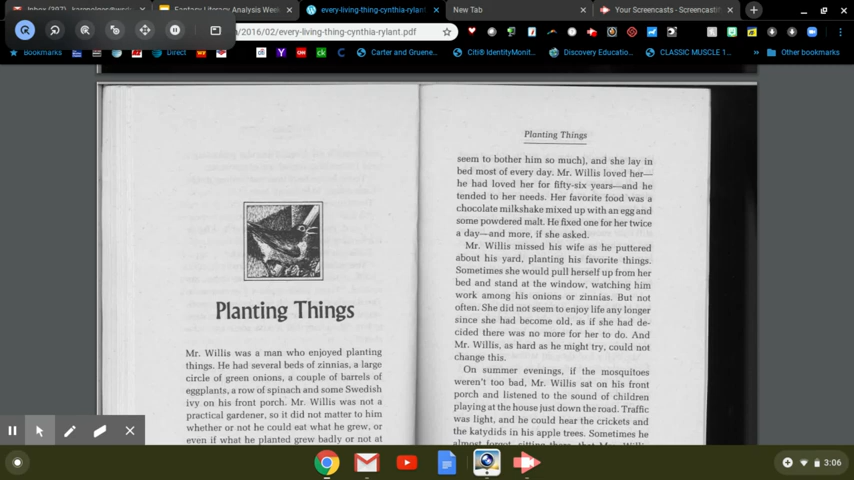 Inbox (397)
Fantasy Literacy Analysis Week
every-living-thing-cynthia-rylant
New Tab
Your Screencasts - Screencastif
/2016/02/every-living-thing-cynthia-rylant.pdf
Bookmarks
Direct
Carter and Gruene...
Citi® IdentityMonit...
Discovery Educatio...
CLASSIC MUSCLE 1...
Other bookmarks
Planting Things
Mr. Willis was a man who enjoyed planting
things. He had several beds of zinnias, a large
circle of green onions, a couple of barrels of
eggplants, a row of spinach and some Swedish
ivy on his front porch. Mr. Willis was not a
practical gardener, so it did not matter to him
whether or not he could eat what he grew, or
even if what he planted grew badly or not at
Planting Things
seem to bother him so much), and she lay in
bed most of every day. Mr. Willis loved her—
he had loved her for fifty-six years—and he
tended to her needs. Her favorite food was a
chocolate milkshake mixed up with an egg and
some powdered malt. He fixed one for her twice
a day—and more, if she asked.
Mr. Willis missed his wife as he puttered
about his yard, planting his favorite things.
Sometimes she would pull herself up from her
bed and stand at the window, watching him
work among his onions or zinnias. But not
often. She did not seem to enjoy life any longer
since she had become old, as if she had de-
cided there was no more for her to do. And
Mr. Willis, as hard as he might try, could not
change this.
On summer evenings, if the mosquitoes
weren't too bad, Mr. Willis sat on his front
porch and listened to the sound of children
playing at the house just down the road. Traffic
was light, and he could hear the crickets and
the katydids in his apple trees. Sometimes he
almost forgot, sitting there, that Mrs. Willis
3:06